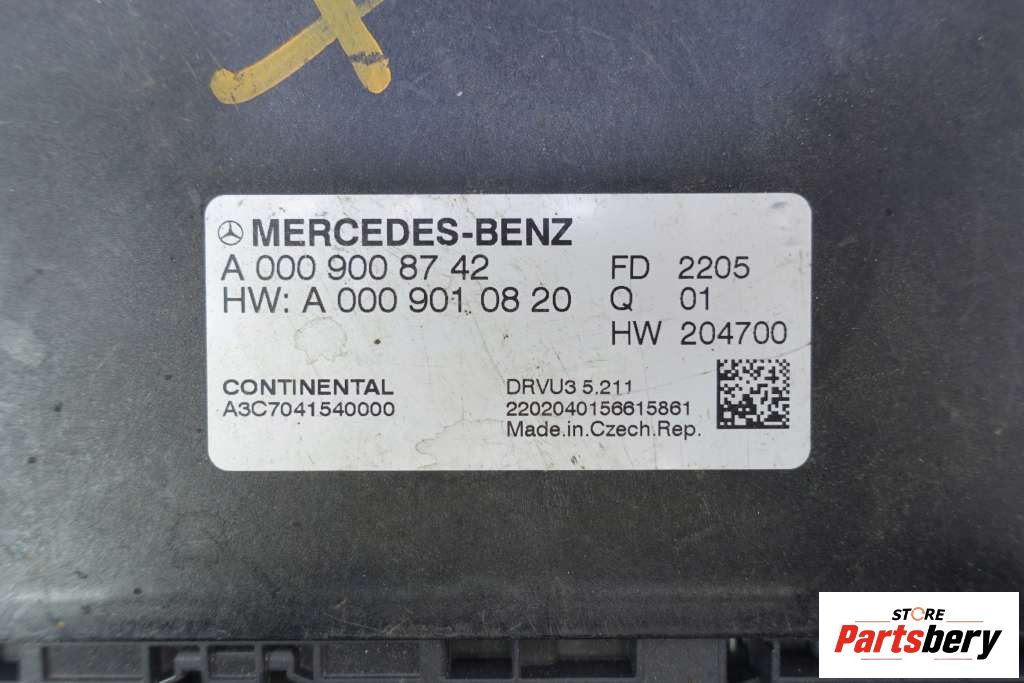 MERCEDES-BENZ
A 000 900 87 42
HW: A 000 901 08 20
FD 2205
Q 01
HW 204700
CONTINENTAL
A3C7041540000
DRVU3 5.211
2202040156615861
Made.in.Czech.Rep.
STORE
Partsbery